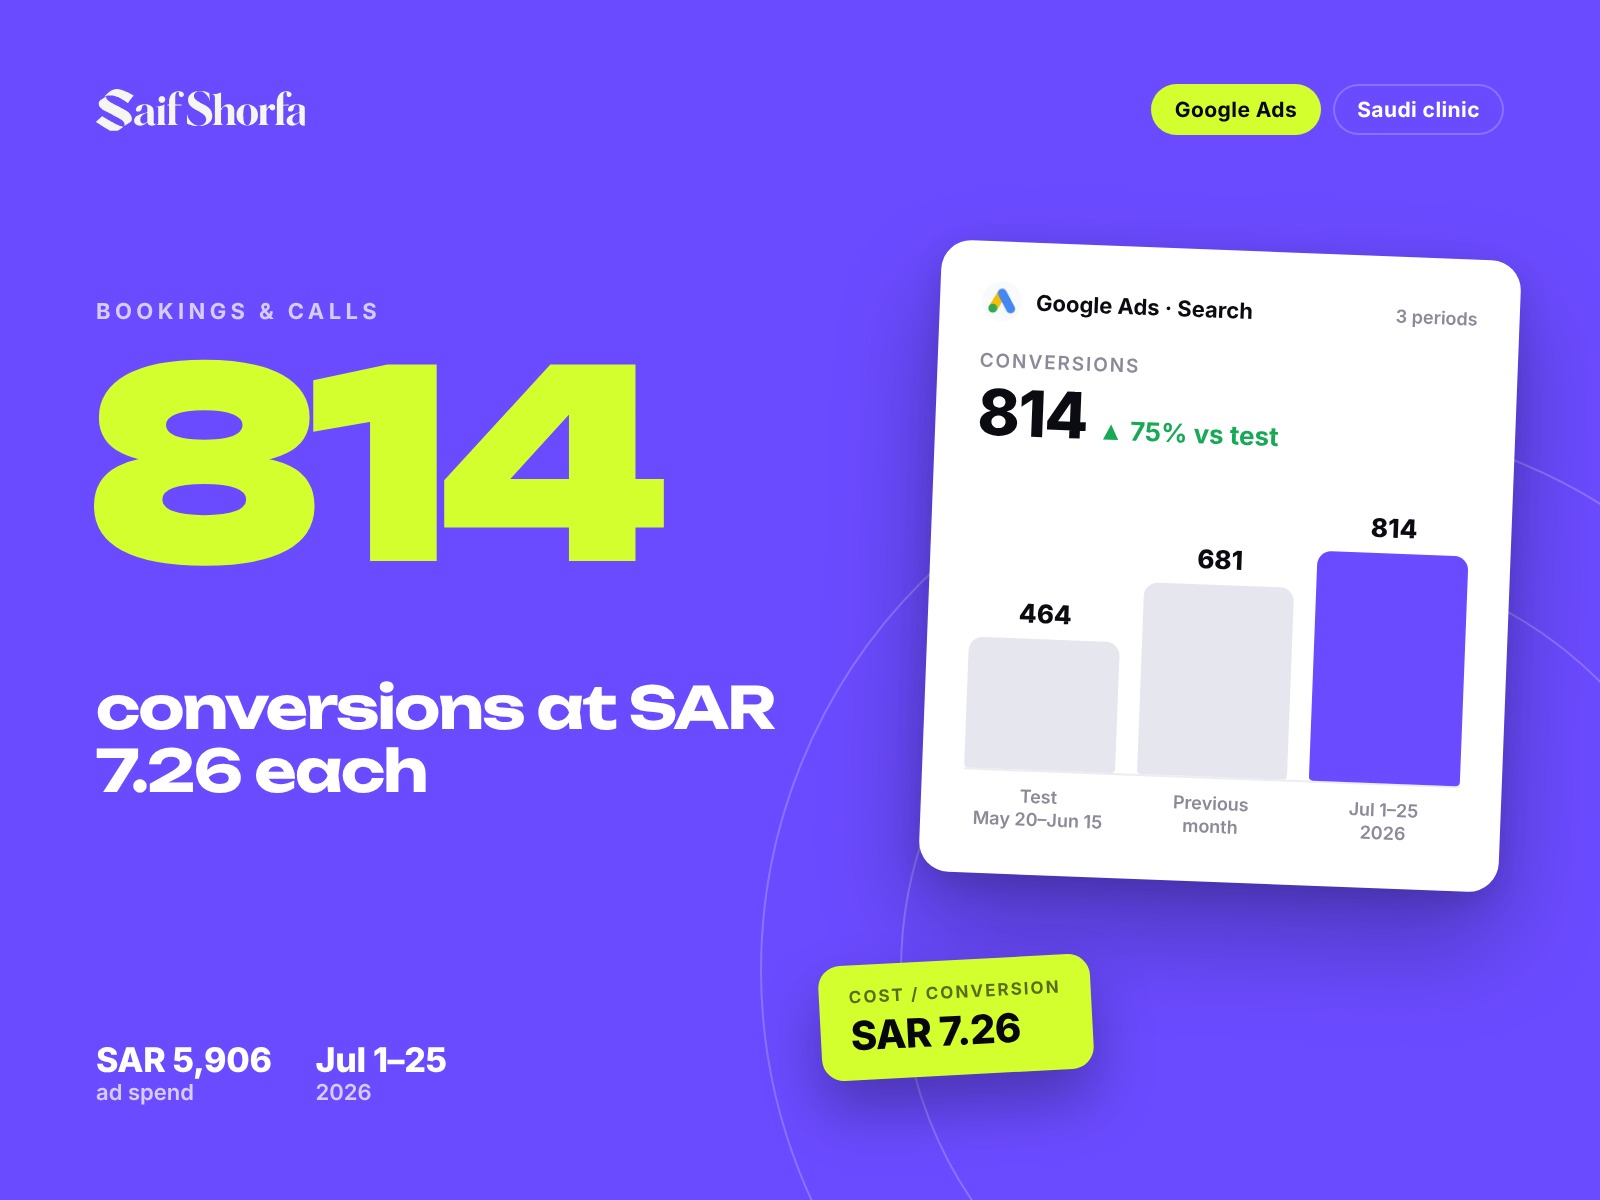 Saif Shorfa
Google Ads
Saudi clinic
BOOKINGS & CALLS
814
conversions at SAR
7.26 each
SAR 5,906
ad spend
Jul 1–25
2026
Google Ads · Search
3 periods
CONVERSIONS
814 ▲ 75% vs test
464
681
814
Test
May 20–Jun 15
Previous
month
Jul 1–25
2026
COST / CONVERSION
SAR 7.26